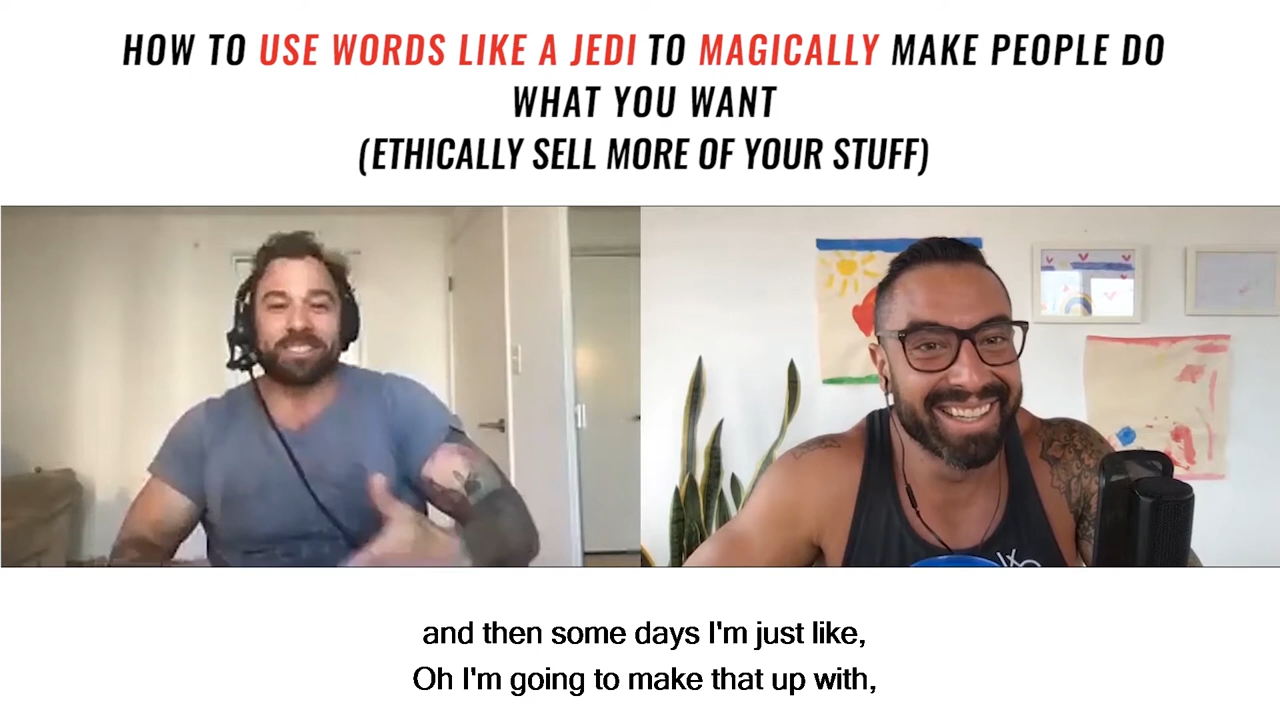 HOW TO USE WORDS LIKE A JEDI TO MAGICALLY MAKE PEOPLE DO
WHAT YOU WANT
(ETHICALLY SELL MORE OF YOUR STUFF)
and then some days I'm just like,
Oh I'm going to make that up with,